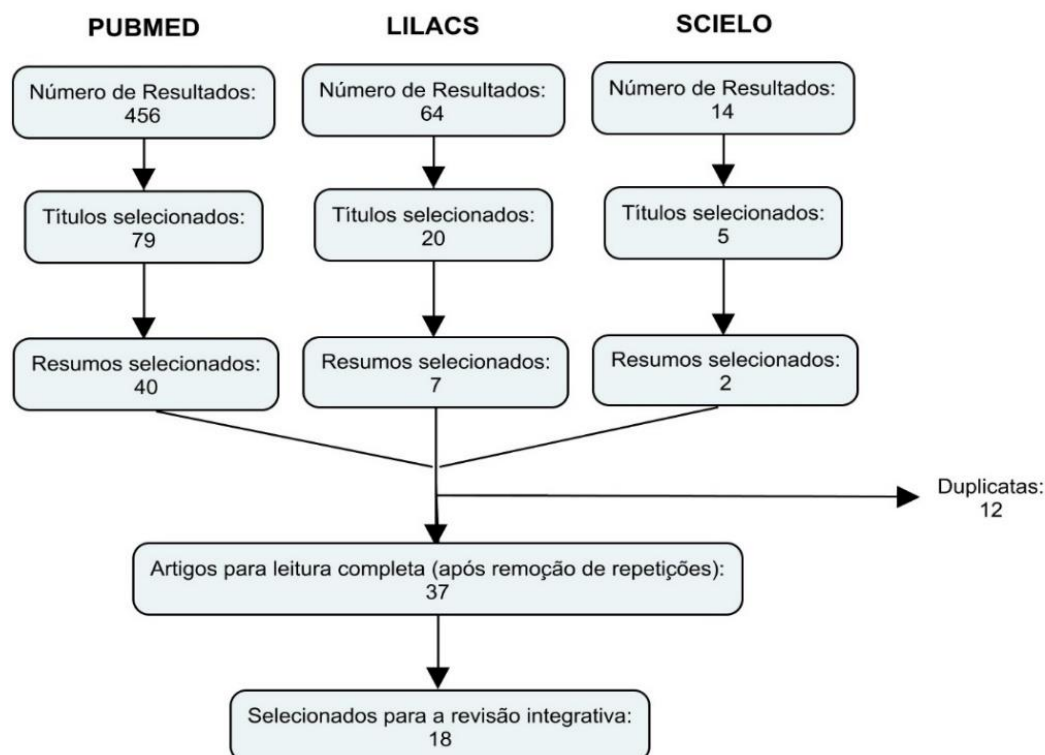 PUBMED
LILACS
SCIELO
Número de Resultados:
456
Número de Resultados:
64
Número de Resultados:
14
Títulos selecionados:
79
Títulos selecionados:
20
Títulos selecionados:
5
Resumos selecionados:
40
Resumos selecionados:
7
Resumos selecionados:
2
Duplicatas:
12
Artigos para leitura completa (após remoção de repetições):
37
Selecionados para a revisão integrativa:
18